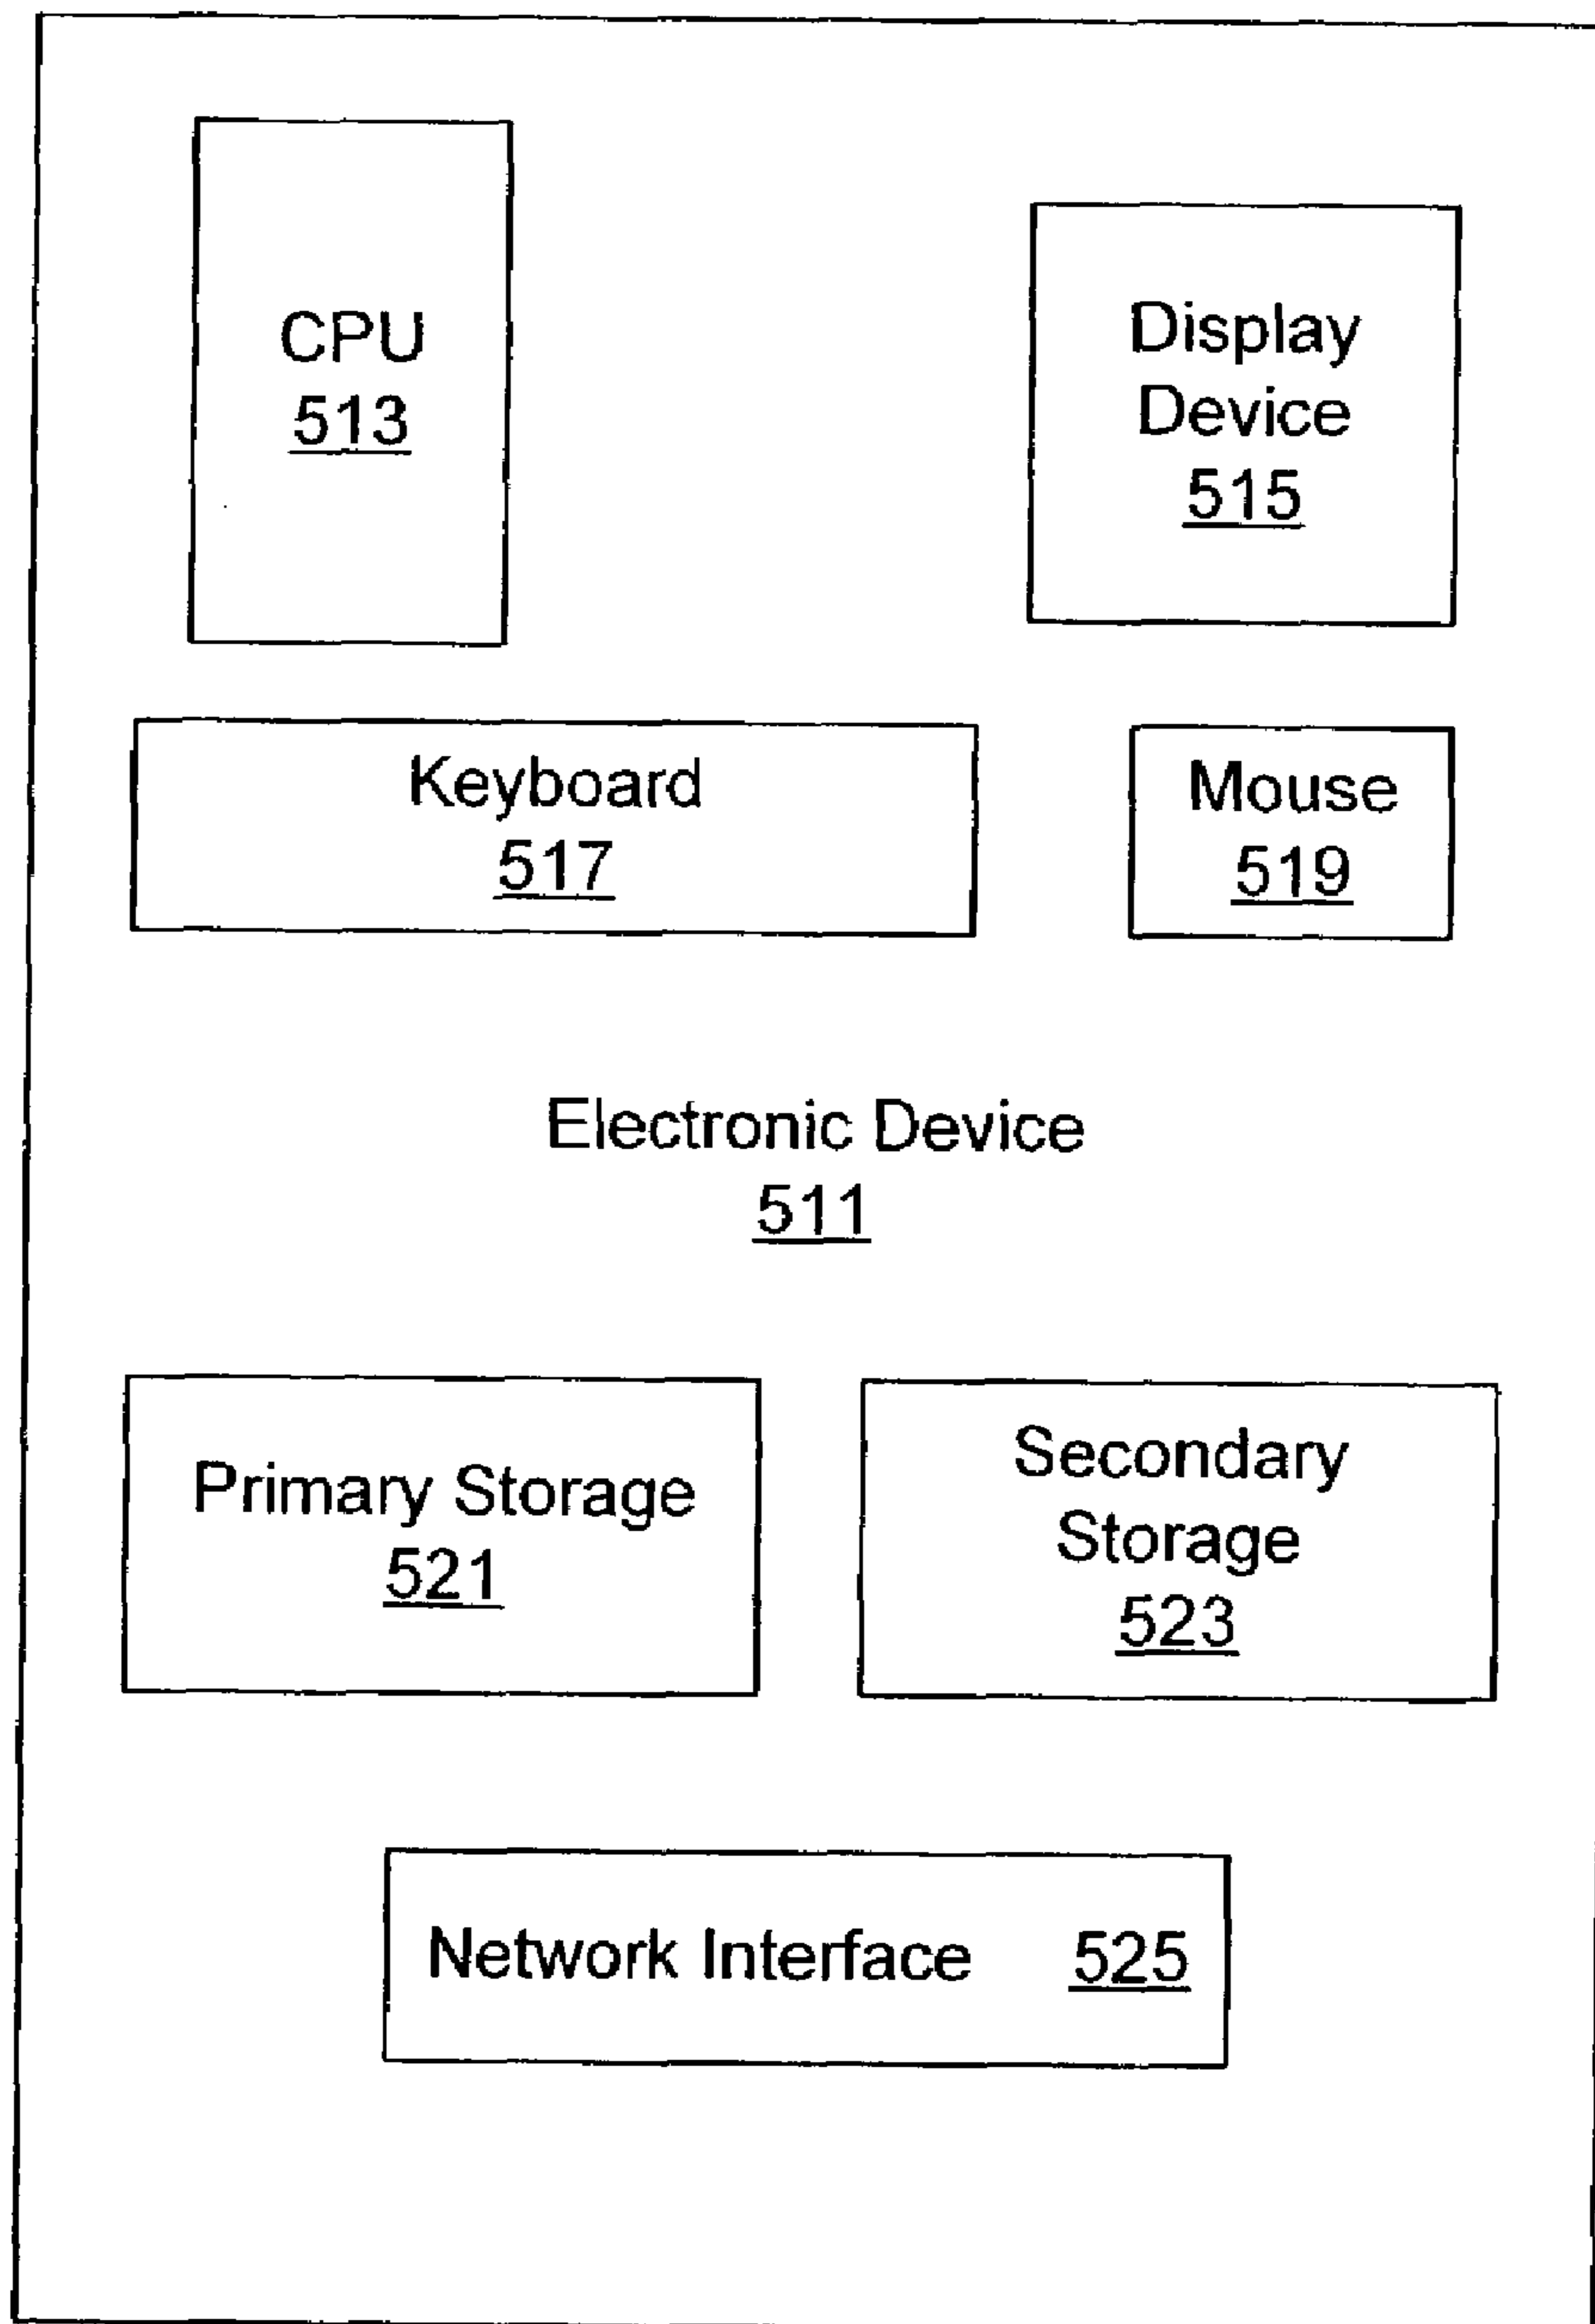 CPU
513
Display
Device
515
Keyboard
517
Mouse
519
Electronic Device
511
Primary Storage
521
Secondary
Storage
523
Network Interface 525